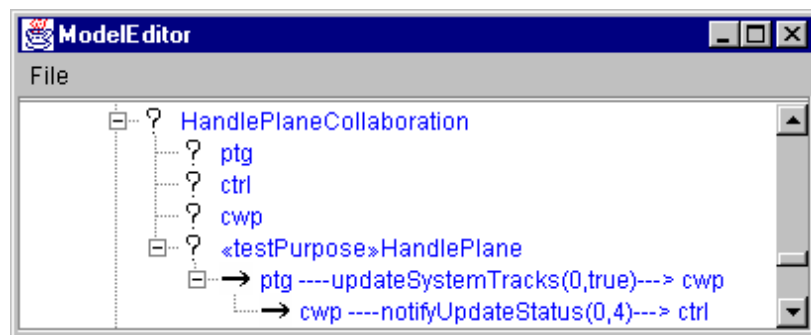 ModelEditor
File
? HandlePlaneCollaboration
? ptg
? ctrl
? cwp
? «testPurpose»HandlePlane
ptg ----updateSystemTracks(0,true)---> cwp
cwp ----notifyUpdateStatus(0,4)---> ctrl